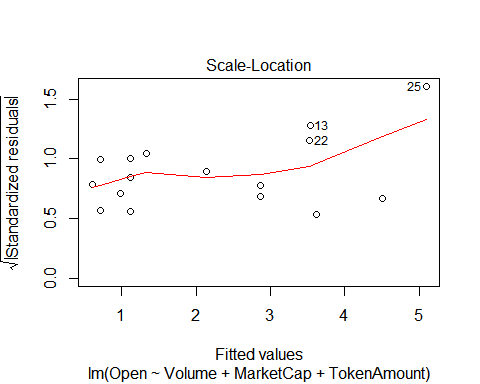 Scale-Location
√|Standardized residuals|
1.5
1.0
0.5
0.0
25
13
22
1 2 3 4 5
Fitted values
lm(Open ~ Volume + MarketCap + TokenAmount)